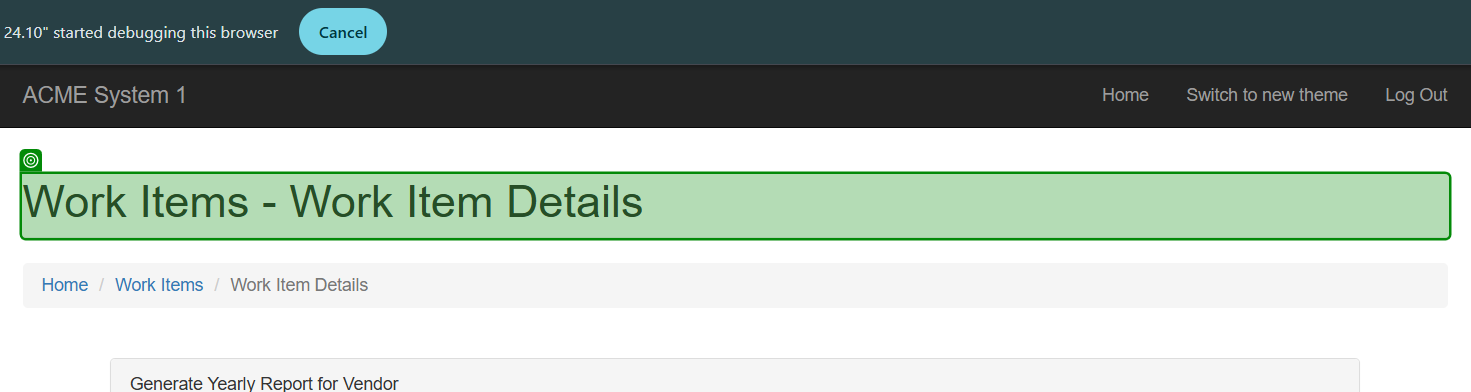 24.10" started debugging this browser Cancel
ACME System 1 Home Switch to new theme Log Out
Work Items - Work Item Details
Home / Work Items / Work Item Details
Generate Yearly Report for Vendor